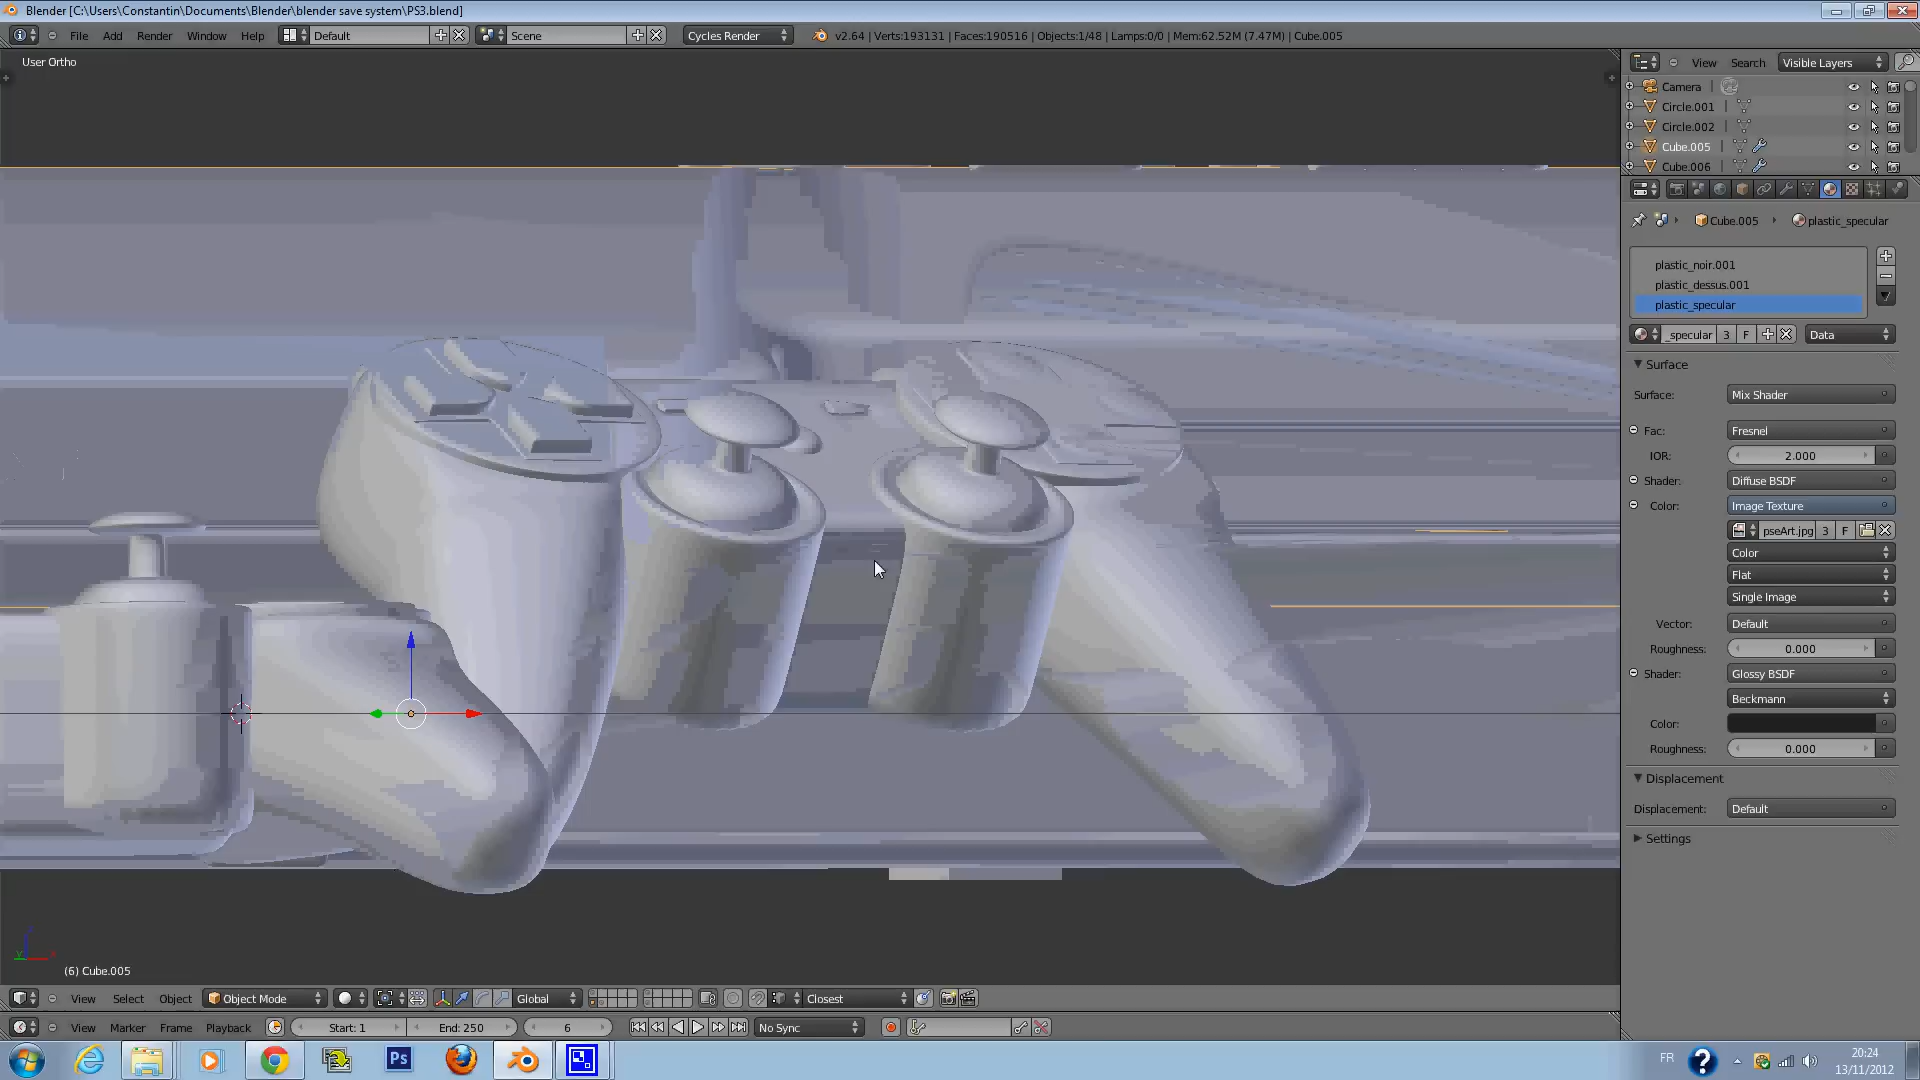 Blender [C:\Users\Constantin\Documents\Blender\blender save system\PS3.blend]
File Add Render Window Help Default Scene Cycles Render v2.64 | Verts:193131 | Faces:190516 | Objects:1/48 | Lamps:0/0 | Mem:62.52M (7.47M) | Cube.005
User Ortho
View Search Visible Layers
Camera
Circle.001
Circle.002
Cube.005
Cube.006
Cube.005 plastic_specular
plastic_noir.001
plastic_dessus.001
plastic_specular
_specular 3 F Data
Surface
Surface: Mix Shader
Fac: Fresnel
IOR: 2.000
Shader: Diffuse BSDF
Color: Image Texture
pseArt.jpg 3 F
Color
Flat
Single Image
Vector: Default
Roughness: 0.000
Shader: Glossy BSDF
Beckmann
Color:
Roughness: 0.000
Displacement
Displacement: Default
Settings
(6) Cube.005
View Select Object Object Mode Global Closest
View Marker Frame Playback Start: 1 End: 250 6 No Sync
Ps
FR
20:24
13/11/2012